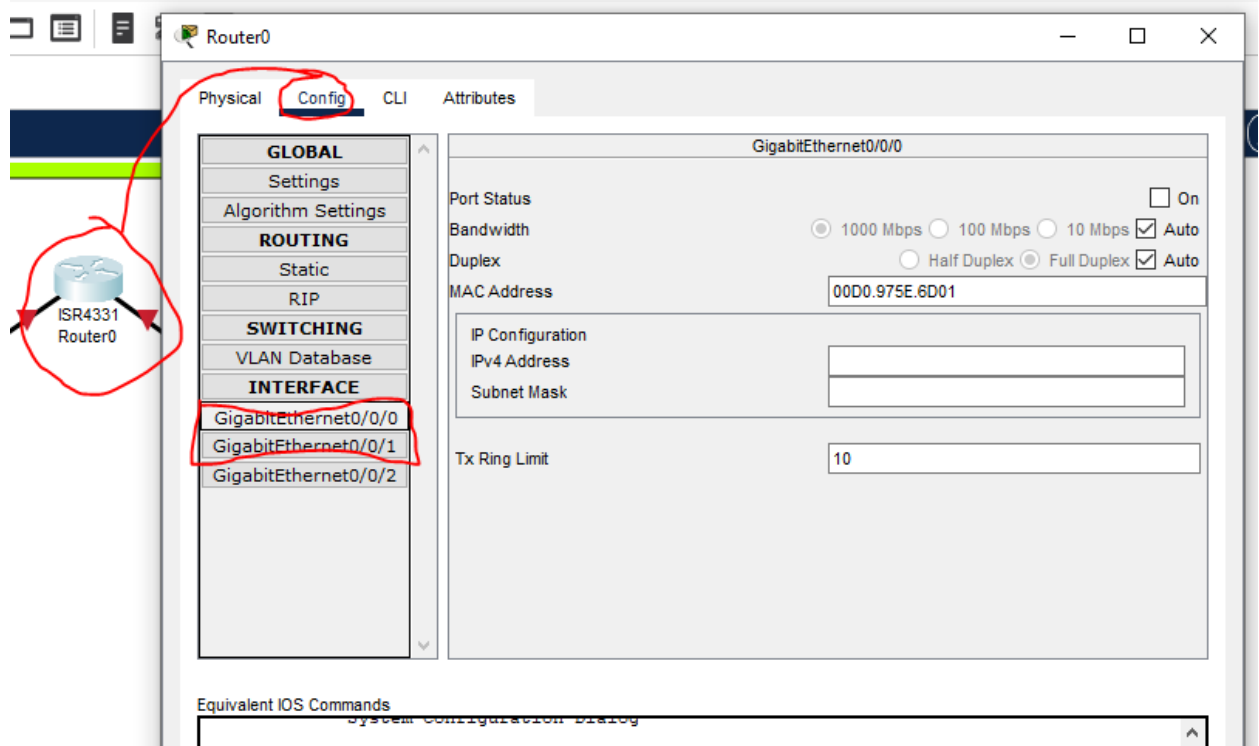 Router0
Physical Config CLI Attributes
GLOBAL
Settings
Algorithm Settings
ROUTING
Static
RIP
SWITCHING
VLAN Database
INTERFACE
GigabitEthernet0/0/0
GigabitEthernet0/0/1
GigabitEthernet0/0/2
GigabitEthernet0/0/0
Port Status On
Bandwidth 1000 Mbps 100 Mbps 10 Mbps Auto
Duplex Half Duplex Full Duplex Auto
MAC Address 00D0.975E.6D01
IP Configuration
IPv4 Address
Subnet Mask
Tx Ring Limit 10
ISR4331
Router0
Equivalent IOS Commands
System Configuration Dialog